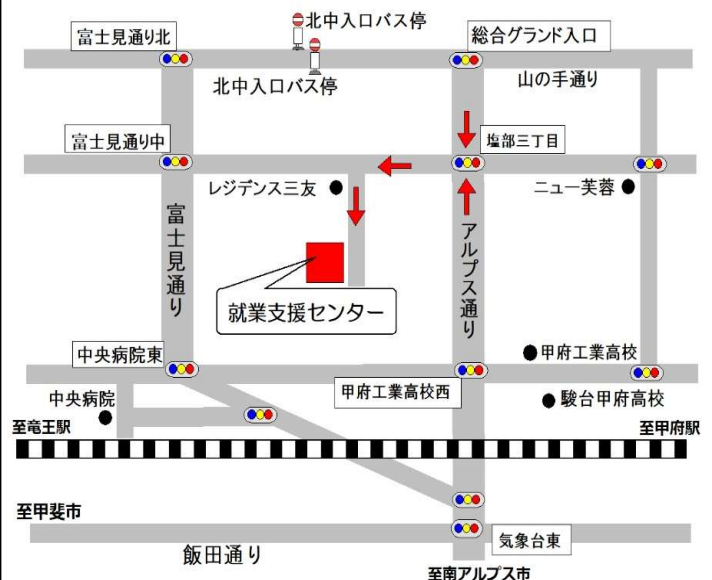 北中入口バス停
富士見通り北
総合グランド入口
北中入口バス停
山の手通り
富士見通り中
塩部三丁目
レジデンス三友
ニュー芙蓉
富士見通り
アルプス通り
就業支援センター
中央病院東
甲府工業高校
中央病院
甲府工業高校西
駿台甲府高校
至竜王駅
至甲府駅
至甲斐市
気象台東
飯田通り
至南アルプス市